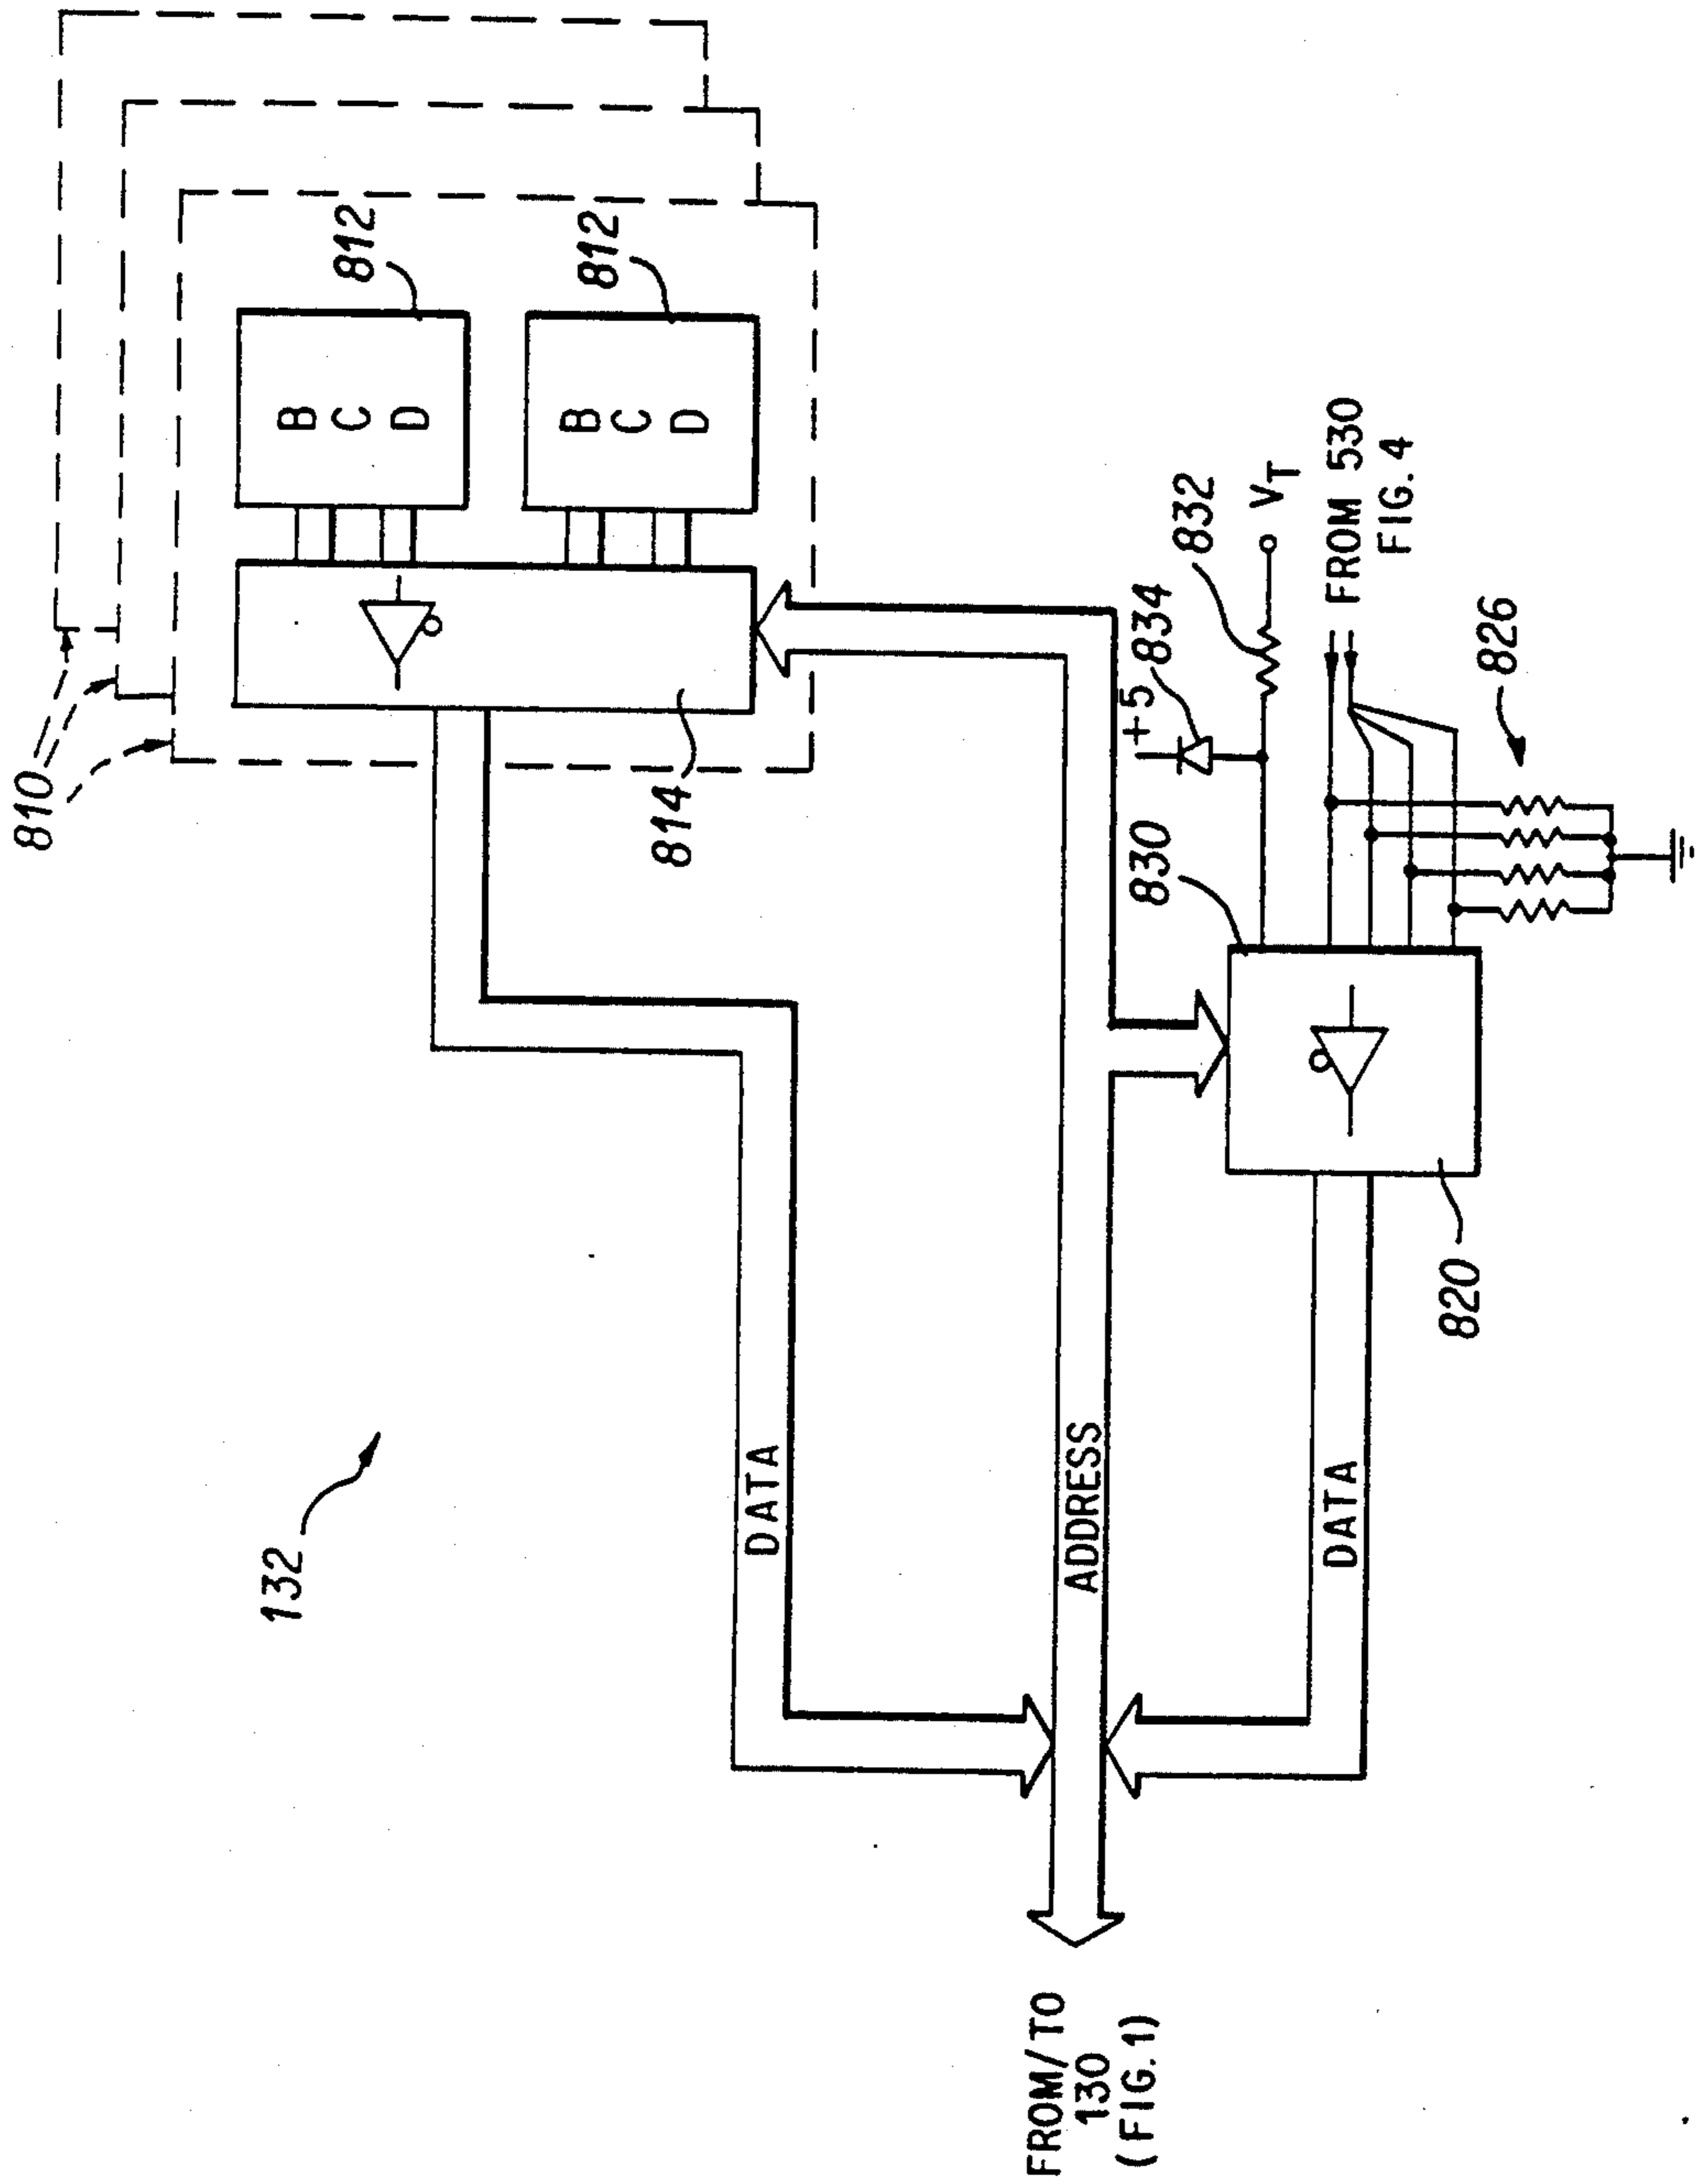 132
810
812
812
B
C
D
B
C
D
814
DATA
ADDRESS
DATA
+5
834
832
830
V_T
FROM 530
FIG. 4
826
820
FROM/TO
130
(FIG.1)